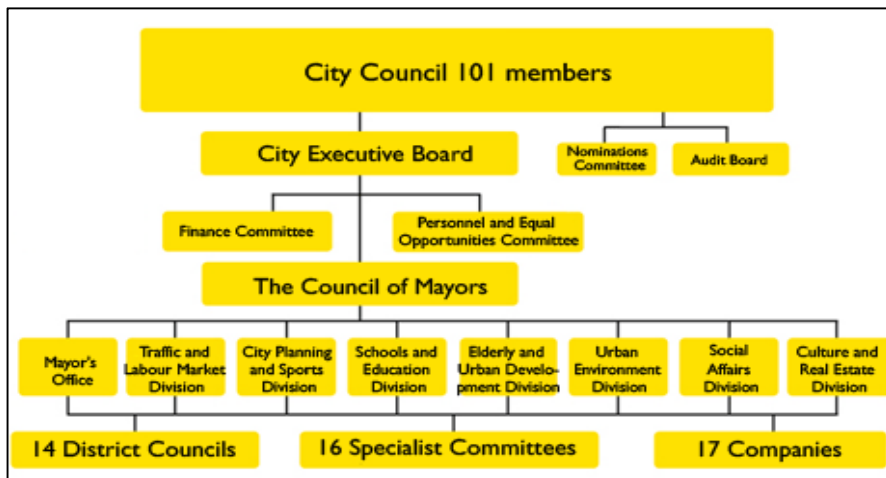 City Council 101 members
City Executive Board
Nominations
Committee
Audit Board
Finance Committee
Personnel and Equal
Opportunities Committee
The Council of Mayors
Mayor's
Office
Traffic and
Labour Market
Division
City Planning
and Sports
Division
Schools and
Education
Division
Elderly and
Urban Develo-
pment Division
Urban
Environment
Division
Social
Affairs
Division
Culture and
Real Estate
Division
14 District Councils
16 Specialist Committees
17 Companies